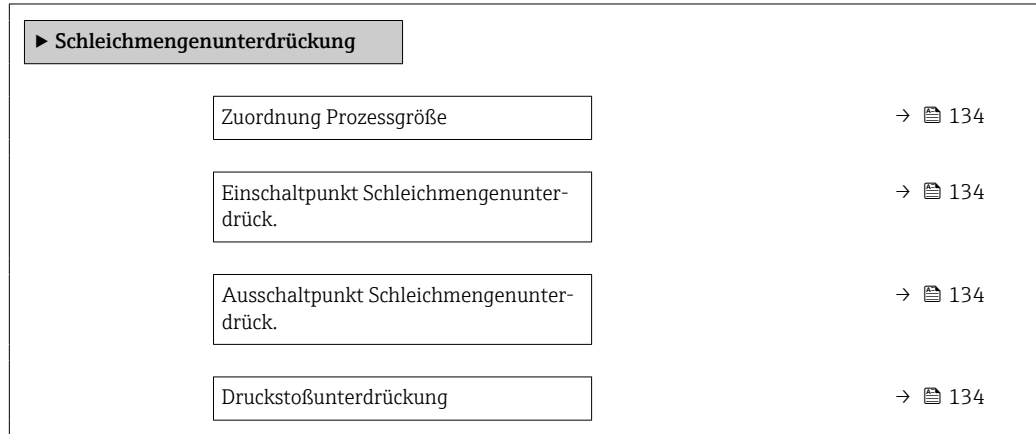 ▶ Schleichmengenunterdrückung
Zuordnung Prozessgröße → 134
Einschaltpunkt Schleichmengenunter- → 134
drück.
Ausschaltpunkt Schleichmengenunter- → 134
drück.
Druckstoßunterdrückung → 134